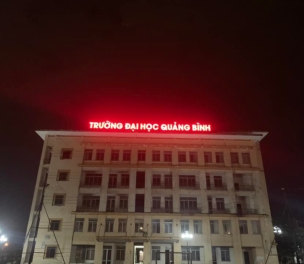 TRƯỜNG ĐẠI HỌC QUẢNG BÌNH